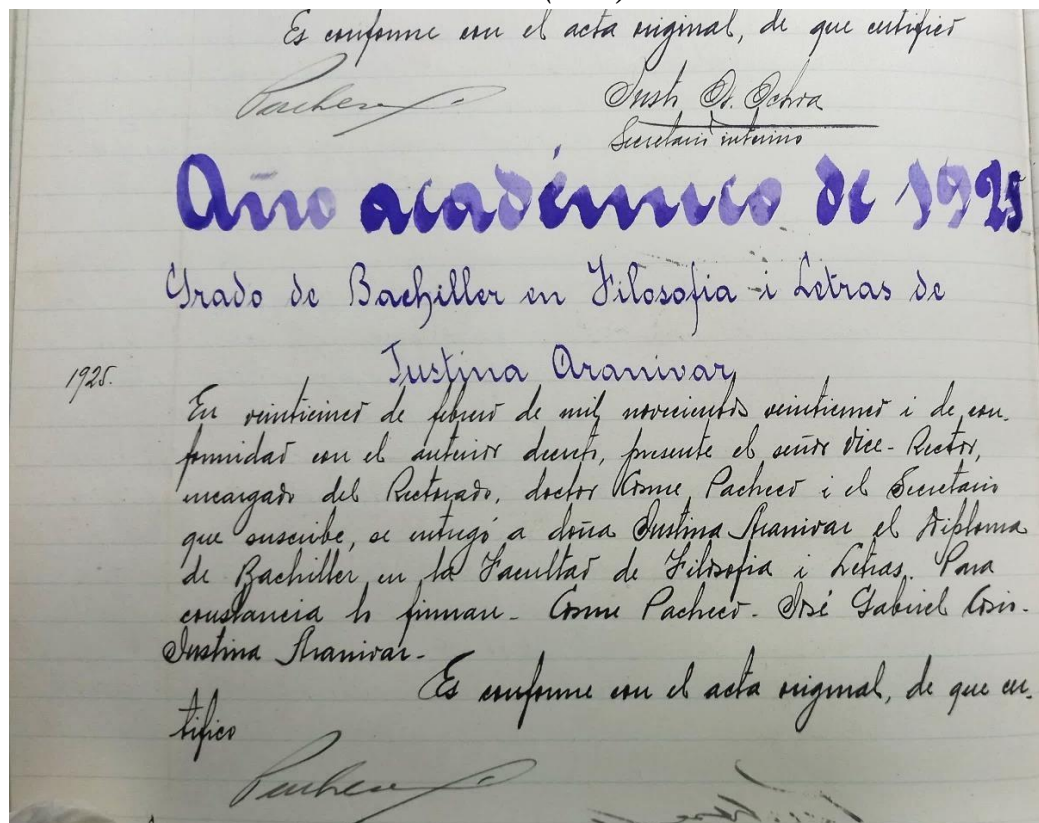 Es conforme con el acta original, de que certifico
Pacheco
Justo Z. Ochoa
Secretario interino
Año académico de 1925
Grado de Bachiller en Filosofia i Letras de
Justina Aranivar
1925.
En veinticinco de febrero de mil novecientos veinticinco i de con-
formidad con el anterior decreto, presente el señor Vice-Rector,
encargado del Rectorado, doctor Cosme Pacheco i el Secretario
que suscribe, se entregó a doña Justina Aranivar el Diploma
de Bachiller en la Facultad de Filosofia i Letras. Para
constancia lo firman - Cosme Pacheco - José Gabriel Cosio-
Justina Aranivar-
Es conforme con el acta original, de que cer-
tifico
Pacheco